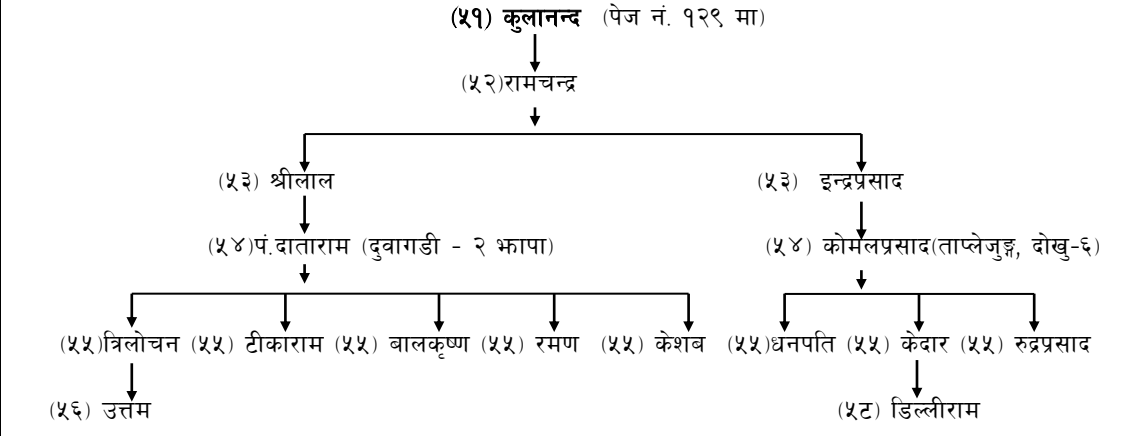 (५१) कुलानन्द (पेज नं. १२९ मा)
(५२)रामचन्द्र
(५३) श्रीलाल (५३) इन्द्रप्रसाद
(५४)पं.दाताराम (दुवागडी - २ झापा) (५४) कोमलप्रसाद(ताप्लेजुङ्ग, दोखु-६)
(५५)त्रिलोचन (५५) टीकाराम (५५) बालकृष्ण (५५) रमण (५५) केशब (५५)धनपति (५५) केदार (५५) रुद्रप्रसाद
(५६) उत्तम (५ट) डिल्लीराम